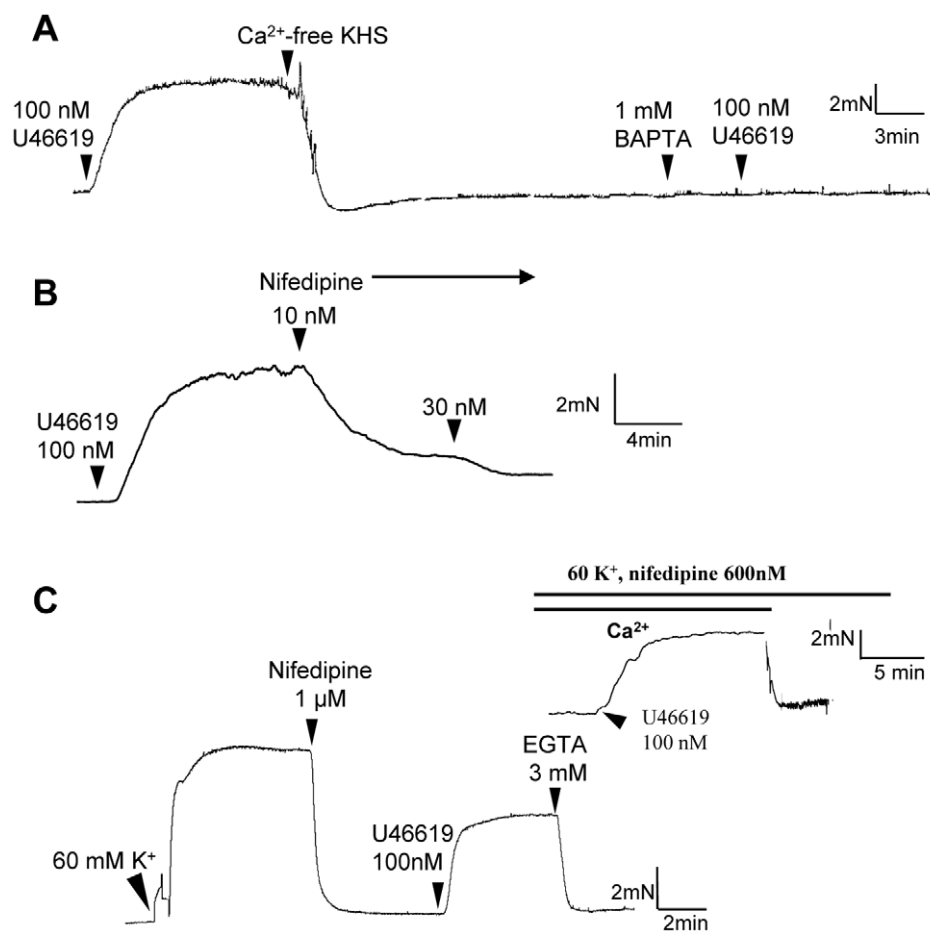 A
Ca²⁺-free KHS
100 nM
U46619
1 mM
BAPTA
100 nM
U46619
2mN
3min
B
Nifedipine
10 nM
U46619
100 nM
30 nM
2mN
4min
C
60 K⁺, nifedipine 600nM
Ca²⁺
2mN
5 min
U46619
100 nM
Nifedipine
1 µM
EGTA
3 mM
U46619
100nM
60 mM K⁺
2mN
2min